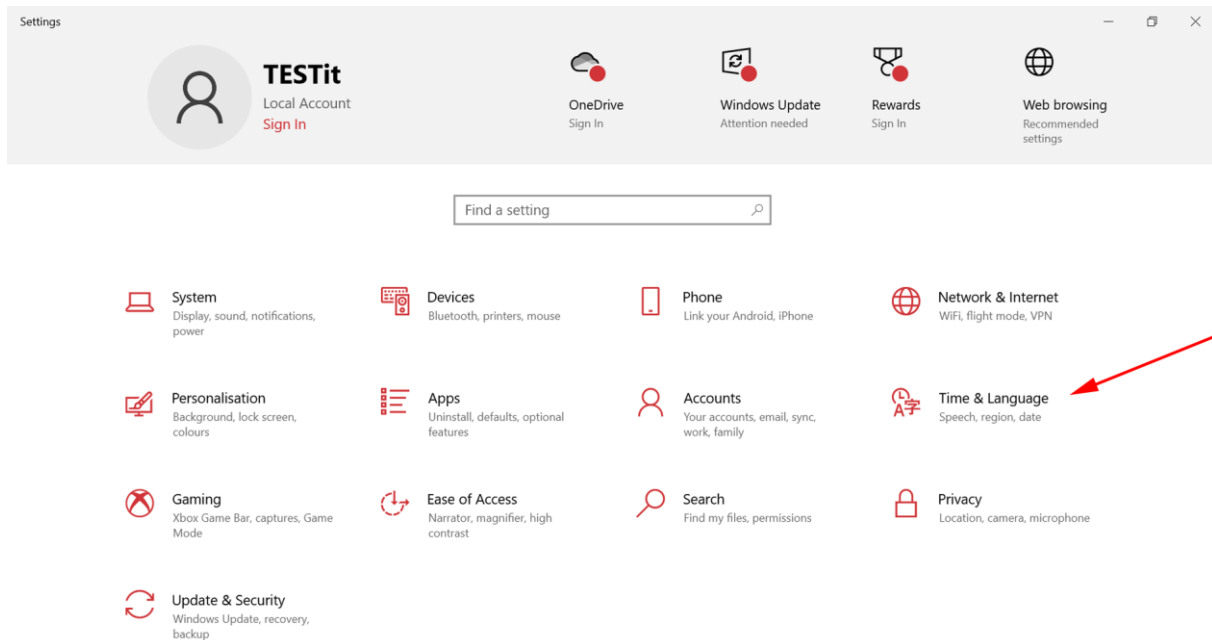 Settings
TESTit
Local Account
Sign In
OneDrive
Sign In
Windows Update
Attention needed
Rewards
Sign In
Web browsing
Recommended
settings
Find a setting
System
Display, sound, notifications,
power
Devices
Bluetooth, printers, mouse
Phone
Link your Android, iPhone
Network & Internet
WiFi, flight mode, VPN
Personalisation
Background, lock screen,
colours
Apps
Uninstall, defaults, optional
features
Accounts
Your accounts, email, sync,
work, family
Time & Language
Speech, region, date
Gaming
Xbox Game Bar, captures, Game
Mode
Ease of Access
Narrator, magnifier, high
contrast
Search
Find my files, permissions
Privacy
Location, camera, microphone
Update & Security
Windows Update, recovery,
backup